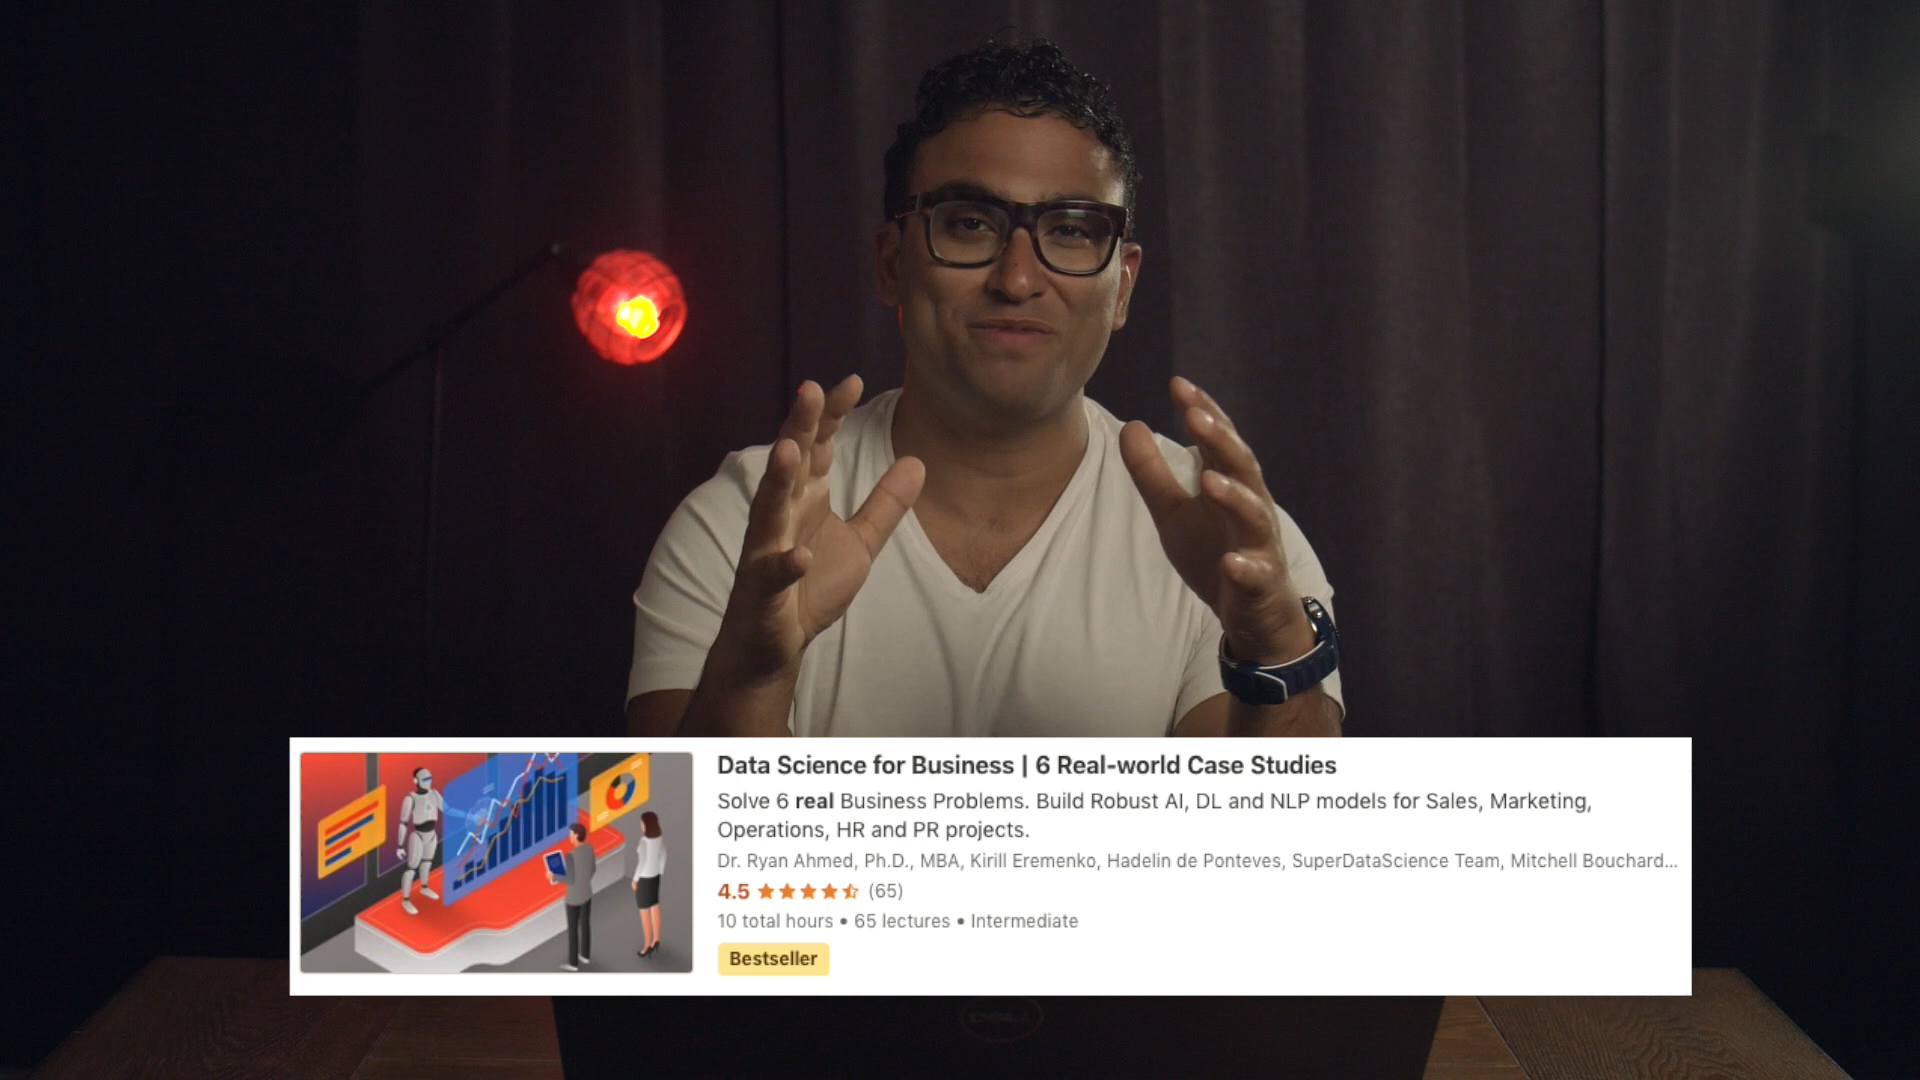 Data Science for Business | 6 Real-world Case Studies
Solve 6 real Business Problems. Build Robust AI, DL and NLP models for Sales, Marketing,
Operations, HR and PR projects.
Dr. Ryan Ahmed, Ph.D., MBA, Kirill Eremenko, Hadelin de Ponteves, SuperDataScience Team, Mitchell Bouchard...
4.5 (65)
10 total hours • 65 lectures • Intermediate
Bestseller
DELL